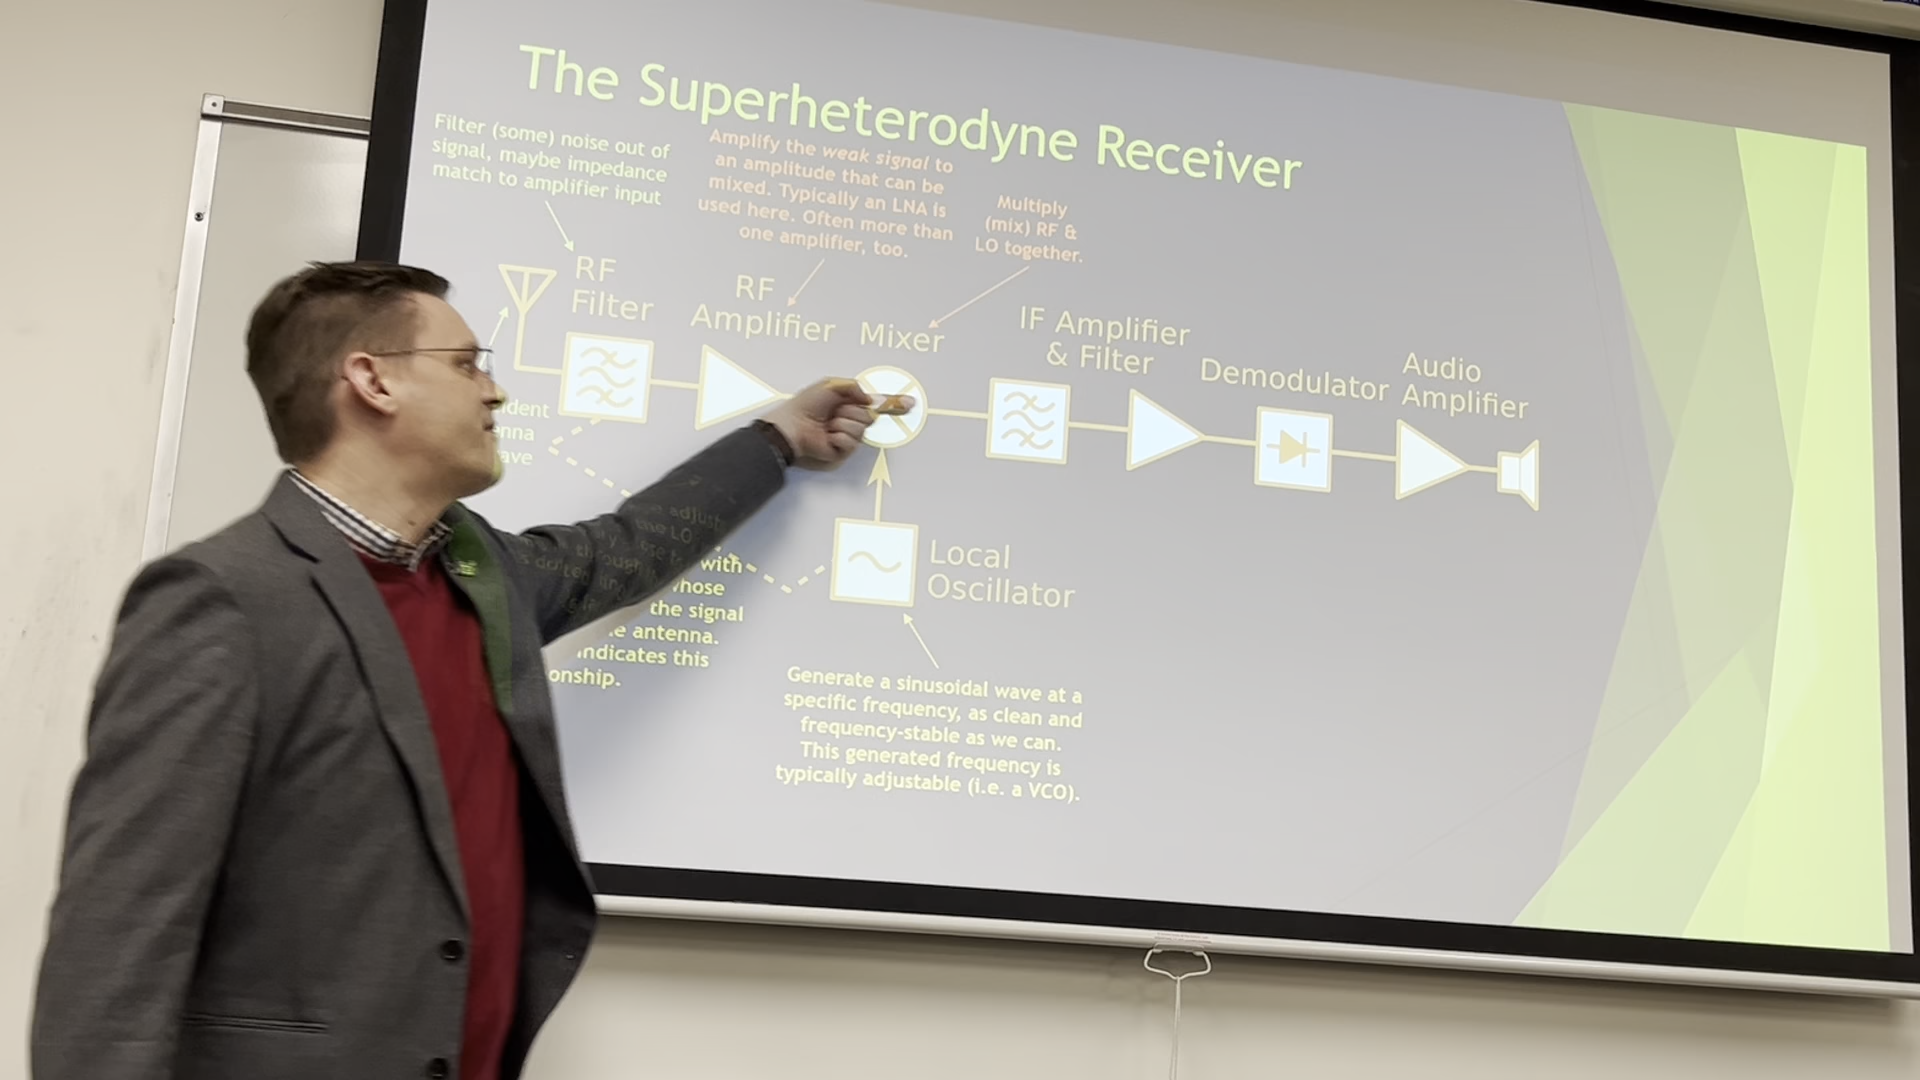 The Superheterodyne Receiver
Filter (some) noise out of
signal, maybe impedance
match to amplifier input
Amplify the weak signal to
an amplitude that can be
mixed. Typically an LNA is
used here. Often more than
one amplifier, too.
Multiply
(mix) RF &
LO together.
RF
Filter
RF
Amplifier
Mixer
IF Amplifier
& Filter
Demodulator
Audio
Amplifier
Local
Oscillator
with
the signal
antenna.
indicates this
Generate a sinusoidal wave at a
specific frequency, as clean and
frequency-stable as we can.
This generated frequency is
typically adjustable (i.e. a VCO).